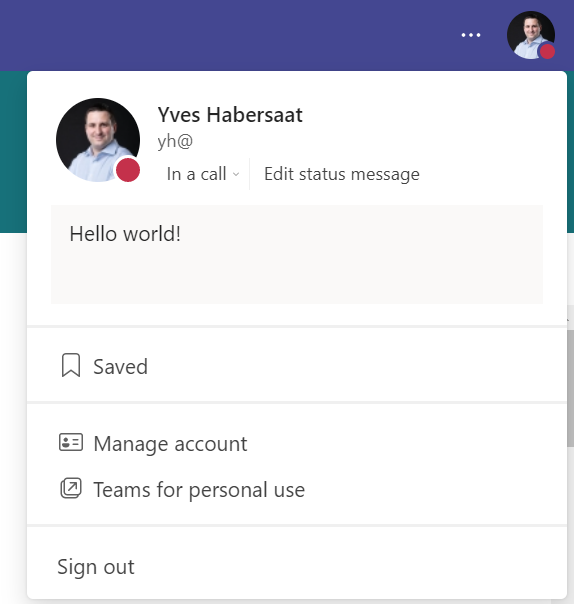 Yves Habersaat
yh@
In a call Edit status message
Hello world!
Saved
Manage account
Teams for personal use
Sign out